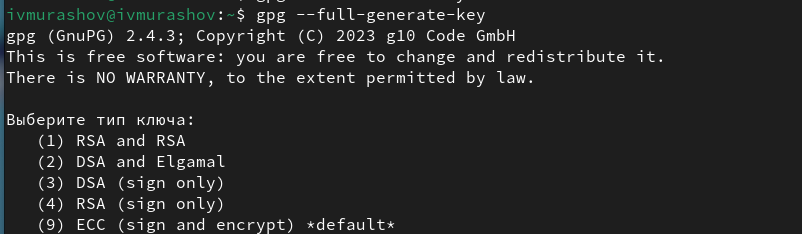 ivmurashov@ivmurashov:~$ gpg --full-generate-key
gpg (GnuPG) 2.4.3; Copyright (C) 2023 g10 Code GmbH
This is free software: you are free to change and redistribute it.
There is NO WARRANTY, to the extent permitted by law.

Выберите тип ключа:
   (1) RSA and RSA
   (2) DSA and Elgamal
   (3) DSA (sign only)
   (4) RSA (sign only)
   (9) ECC (sign and encrypt) *default*